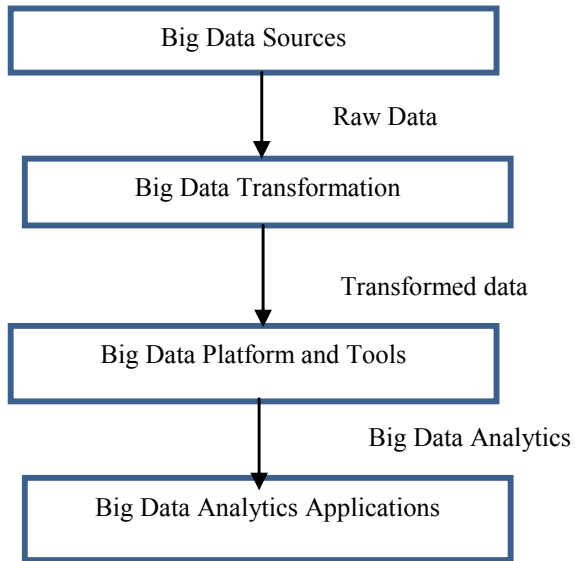 Big Data Sources
Raw Data
Big Data Transformation
Transformed data
Big Data Platform and Tools
Big Data Analytics
Big Data Analytics Applications